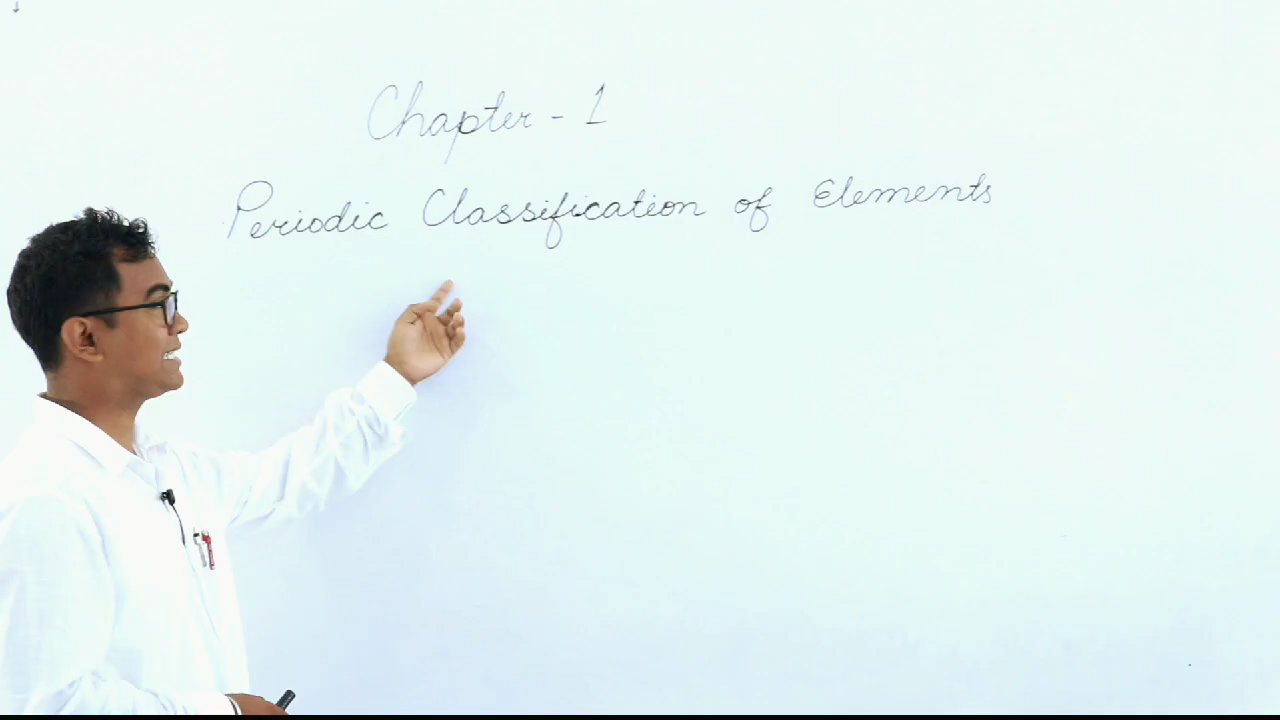 Chapter - 1
Periodic Classification of Elements